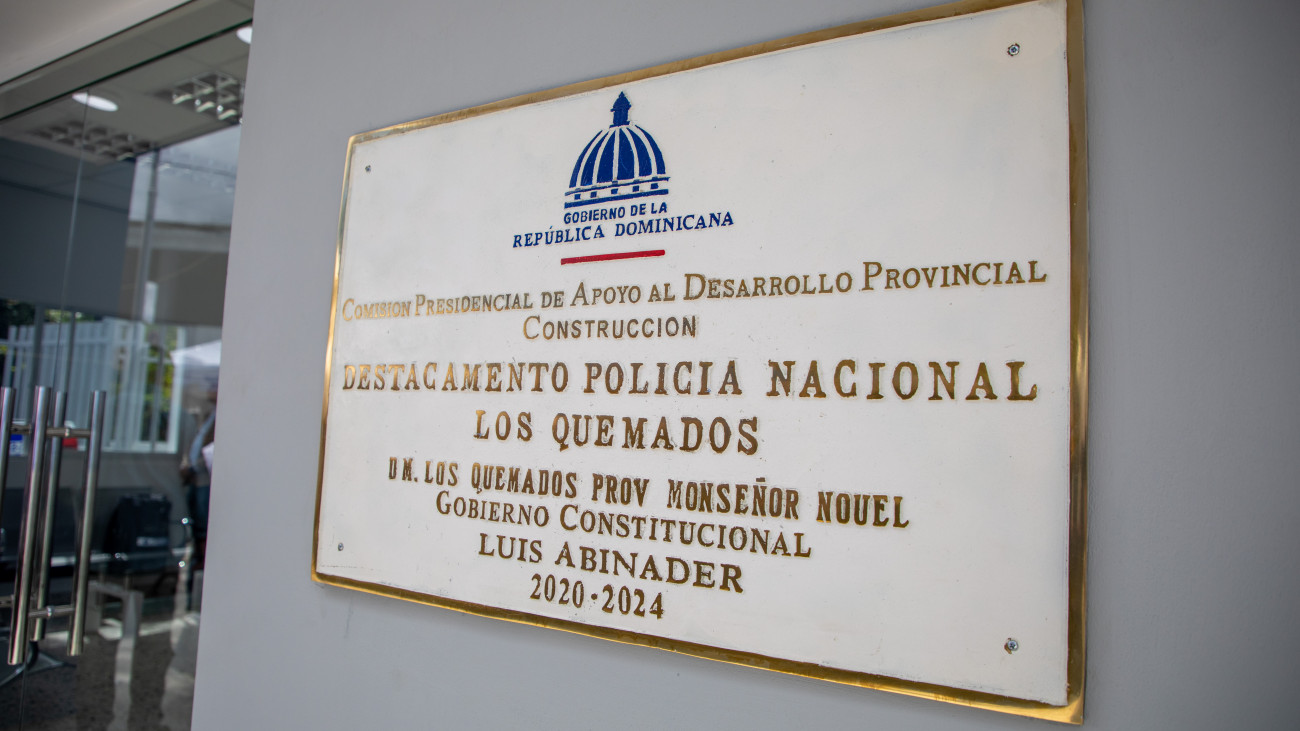 GOBIERNO DE LA
REPÚBLICA DOMINICANA
COMISION PRESIDENCIAL DE APOYO AL DESARROLLO PROVINCIAL
CONSTRUCCION
DESTACAMENTO POLICIA NACIONAL
LOS QUEMADOS
D M. LOS QUEMADOS PROV MONSEÑOR NOUEL
GOBIERNO CONSTITUCIONAL
LUIS ABINADER
2020·2024